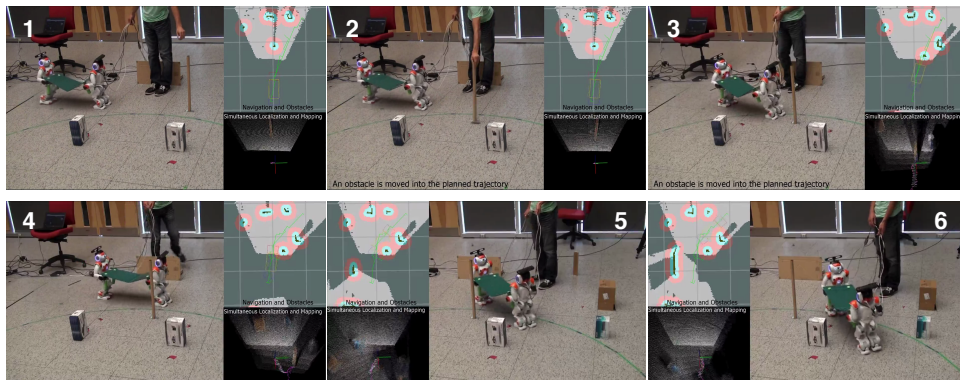 1
Navigation and Obstacles
Simultaneous Localization and Mapping
2
Navigation and Obstacles
Simultaneous Localization and Mapping
An obstacle is moved into the planned trajectory
3
Navigation and Obstacles
Simultaneous Localization and Mapping
An obstacle is moved into the planned trajectory
4
Navigation and Obstacles
Simultaneous Localization and Mapping
5
Navigation and Obstacles
Simultaneous Localization and Mapping
6
Navigation and Obstacles
Simultaneous Localization and Mapping